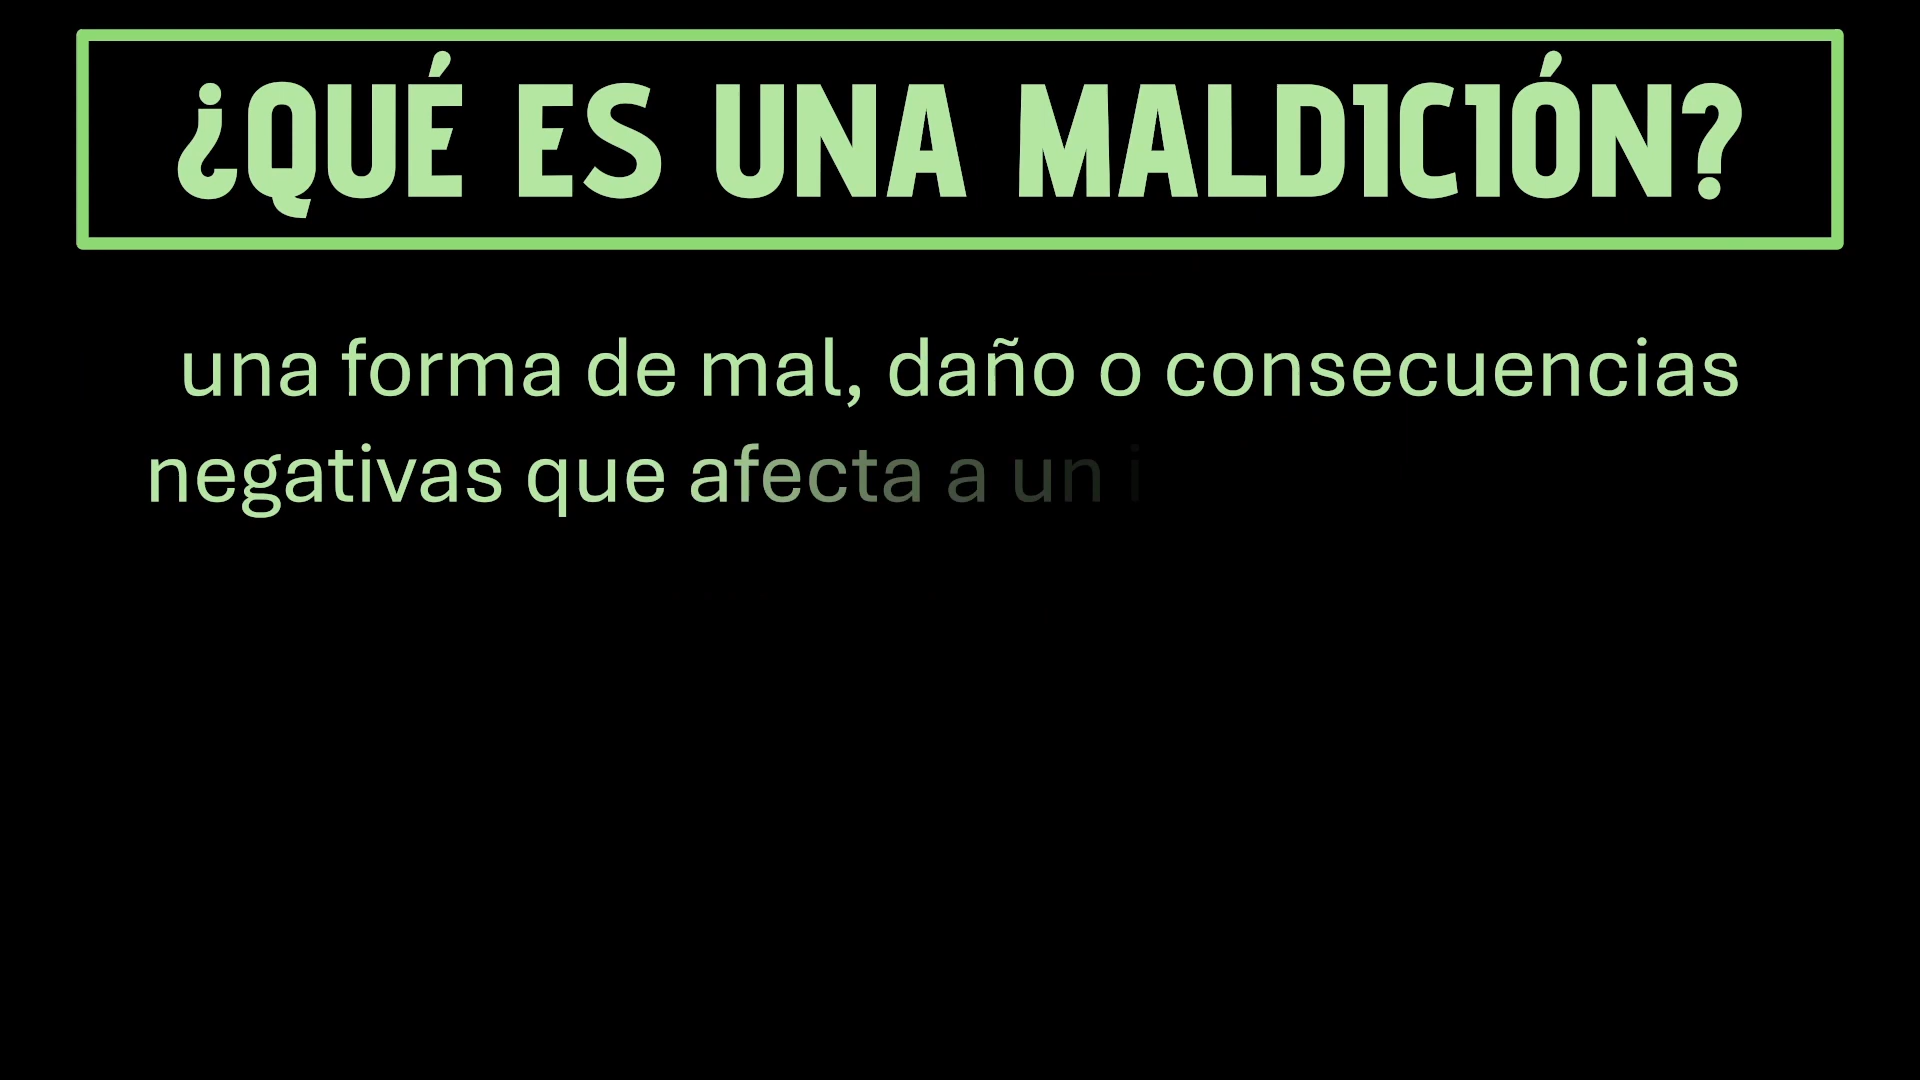 ¿QUÉ ES UNA MALDICIÓN?
una forma de mal, daño o consecuencias
negativas que afecta a un